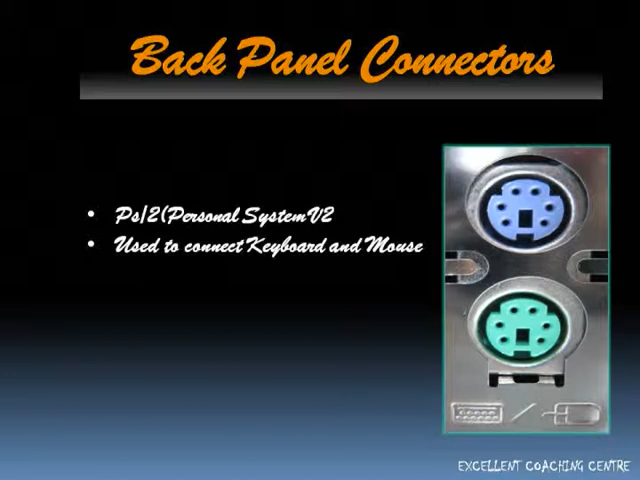 Back Panel Connectors
• Ps/2(Personal System V2
• Used to connect Keyboard and Mouse
EXCELLENT COACHING CENTRE